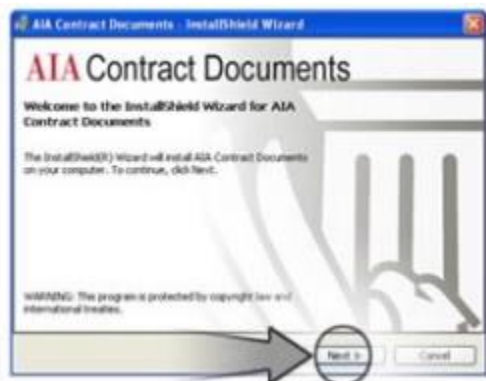 AIA Contract Documents - InstallShield Wizard
AIA Contract Documents
Welcome to the InstallShield Wizard for AIA
Contract Documents
The InstallShield(R) Wizard will install AIA Contract Documents
on your computer. To continue, click Next.
WARNING: This program is protected by copyright law and
international treaties.
Next >
Cancel